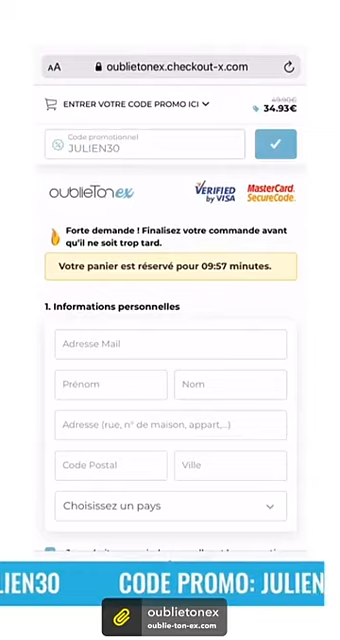 AA oublietonex.checkout-x.com
ENTRER VOTRE CODE PROMO ICI
49.90€
34.93€
Code promotionnel
JULIEN30
OUBLIETONex
VERIFIED by VISA
MasterCard. SecureCode.
Forte demande ! Finalisez votre commande avant
qu'il ne soit trop tard.
Votre panier est réservé pour 09:57 minutes.
1. Informations personnelles
Adresse Mail
Prénom
Nom
Adresse (rue, n° de maison, appart,...)
Code Postal
Ville
Choisissez un pays
LIEN30 CODE PROMO: JULIEN
oublietonex
oublie-ton-ex.com